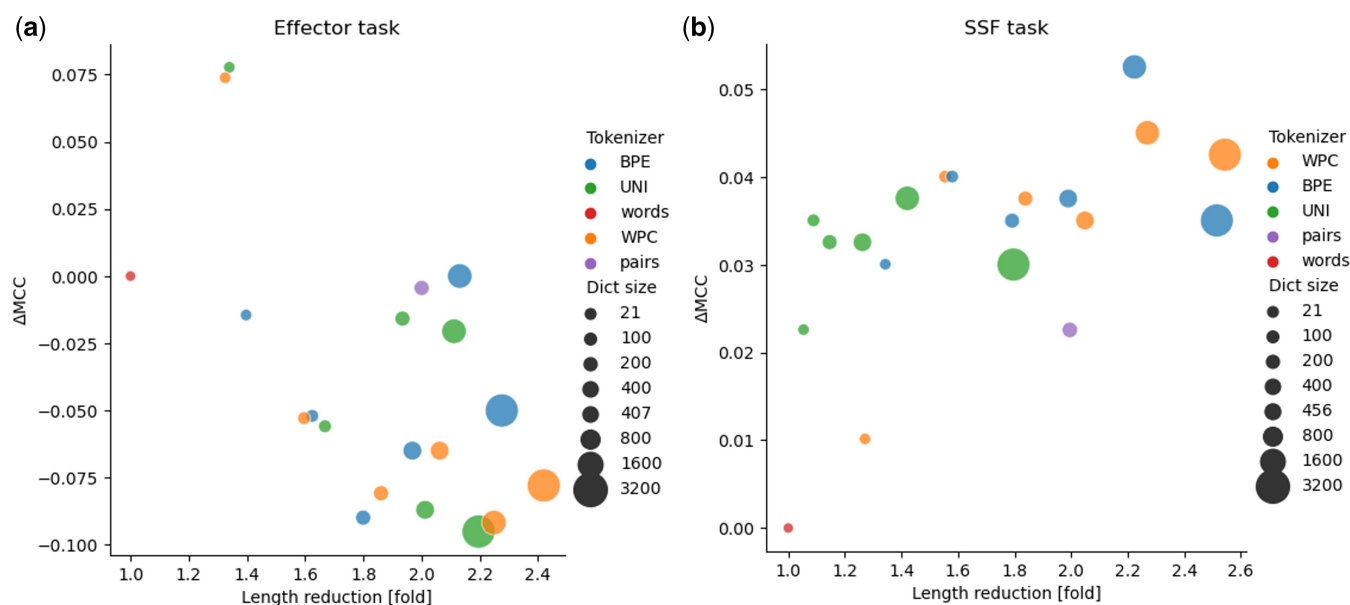 (a)
Effector task
0.075
0.050
0.025
0.000
−0.025
−0.050
−0.075
−0.100
ΔMCC
1.0 1.2 1.4 1.6 1.8 2.0 2.2 2.4
Length reduction [fold]
Tokenizer
BPE
UNI
words
WPC
pairs
Dict size
21
100
200
400
407
800
1600
3200
(b)
SSF task
0.05
0.04
0.03
0.02
0.01
0.00
ΔMCC
1.0 1.2 1.4 1.6 1.8 2.0 2.2 2.4 2.6
Length reduction [fold]
Tokenizer
WPC
BPE
UNI
pairs
words
Dict size
21
100
200
400
456
800
1600
3200